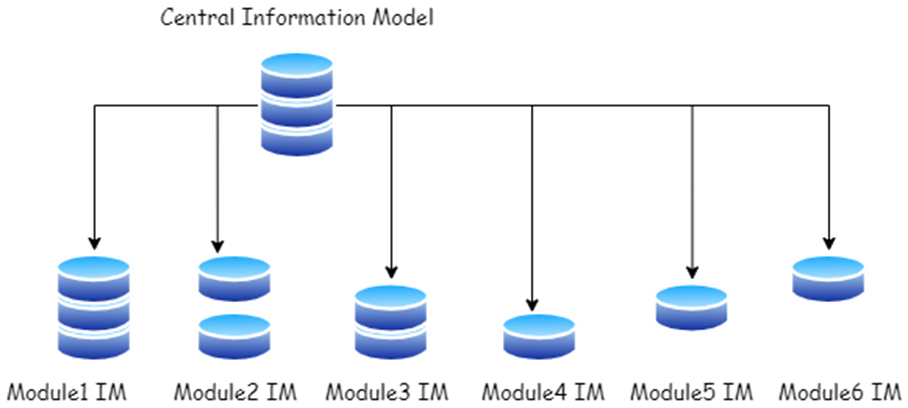 Central Information Model
Module1 IM Module2 IM Module3 IM Module4 IM Module5 IM Module6 IM